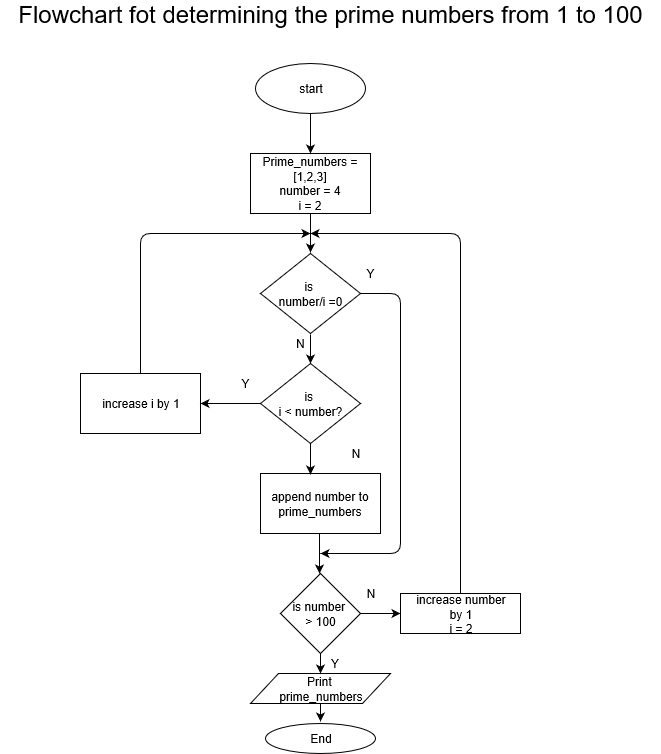 Flowchart fot determining the prime numbers from 1 to 100
start
Prime_numbers =
[1,2,3]
number = 4
i = 2
Y
is
number/i =0
N
Y
is
i < number?
increase i by 1
N
append number to
prime_numbers
N
is number
> 100
increase number
by 1
i = 2
Y
Print
prime_numbers
End